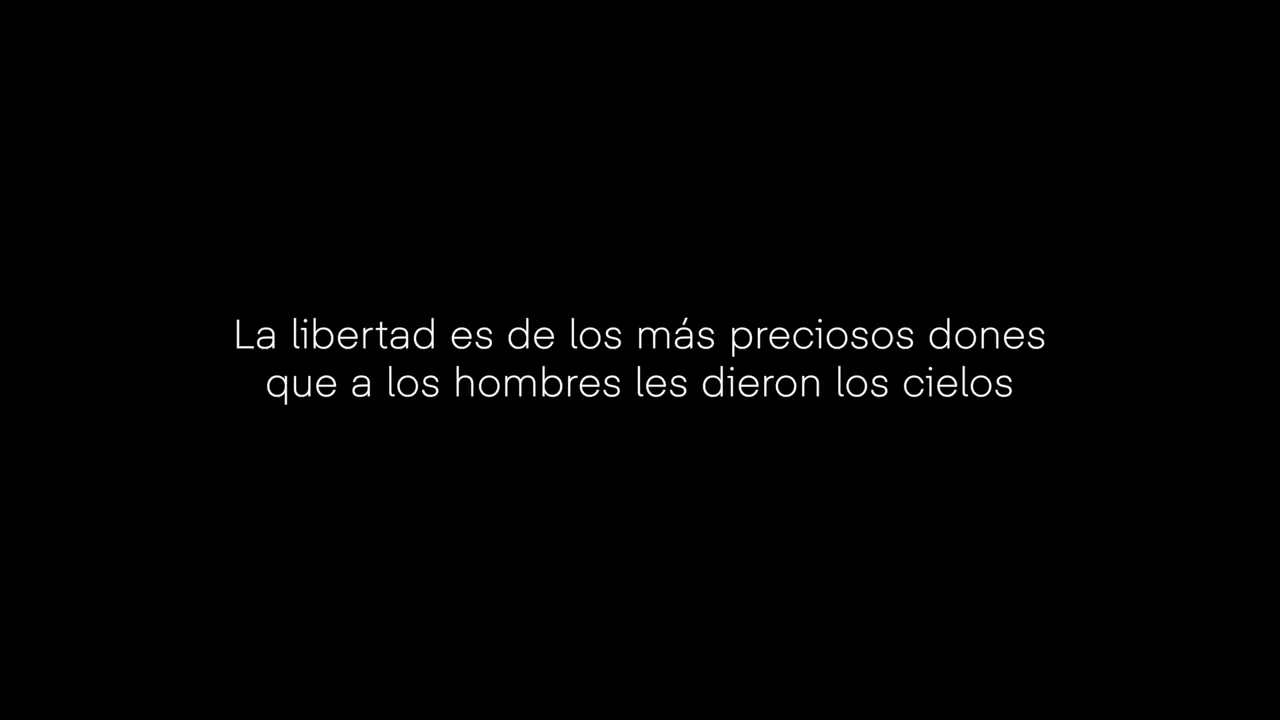 La libertad es de los más preciosos dones
que a los hombres les dieron los cielos